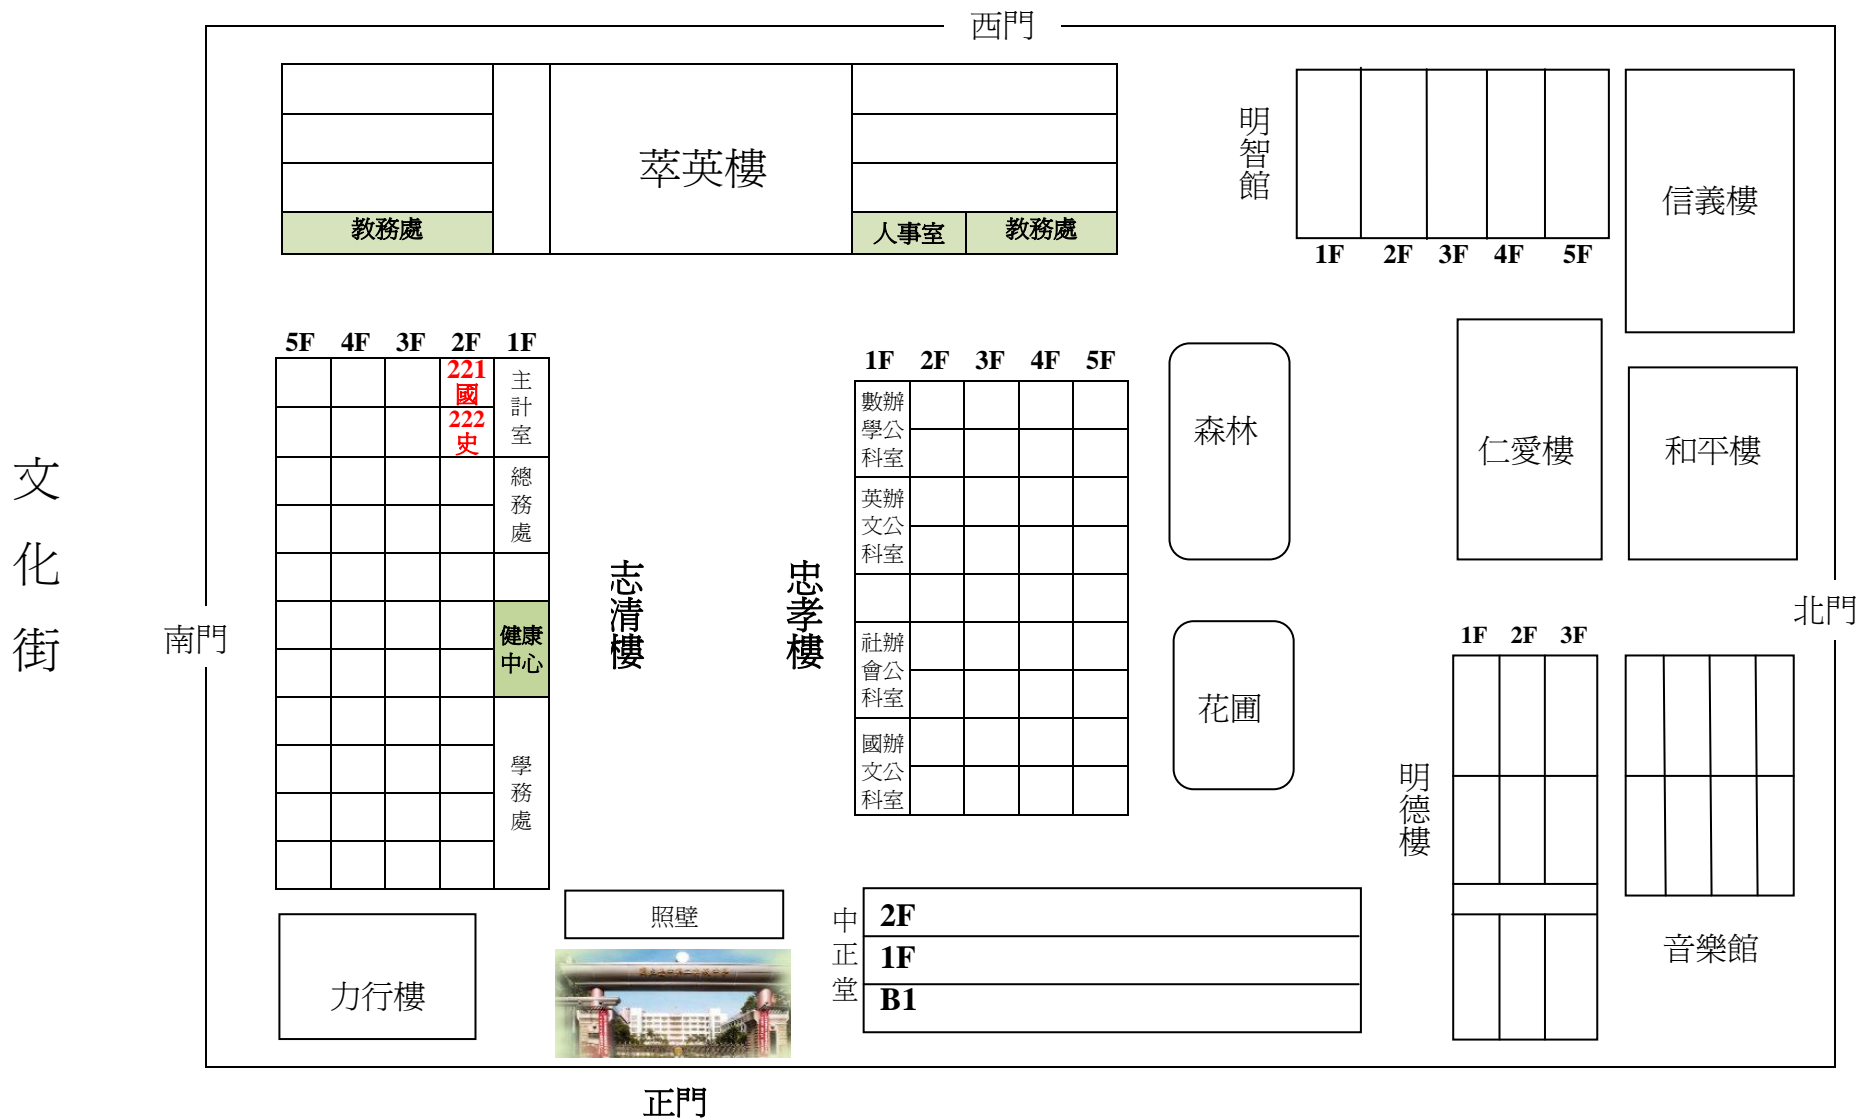 西門
萃英樓
教務處
人事室
教務處
明智館
1F 2F 3F 4F 5F
信義樓
5F 4F 3F 2F 1F
221
國
222
史
主計室
總務處
健康
中心
學務處
志清樓
忠孝樓
1F 2F 3F 4F 5F
數學科
辦公室
英文科
辦公室
社會科
辦公室
國文科
辦公室
森林
花圃
仁愛樓
和平樓
文化街
南門
北門
1F 2F 3F
明德樓
音樂館
力行樓
照壁
中正堂
2F
1F
B1
正門